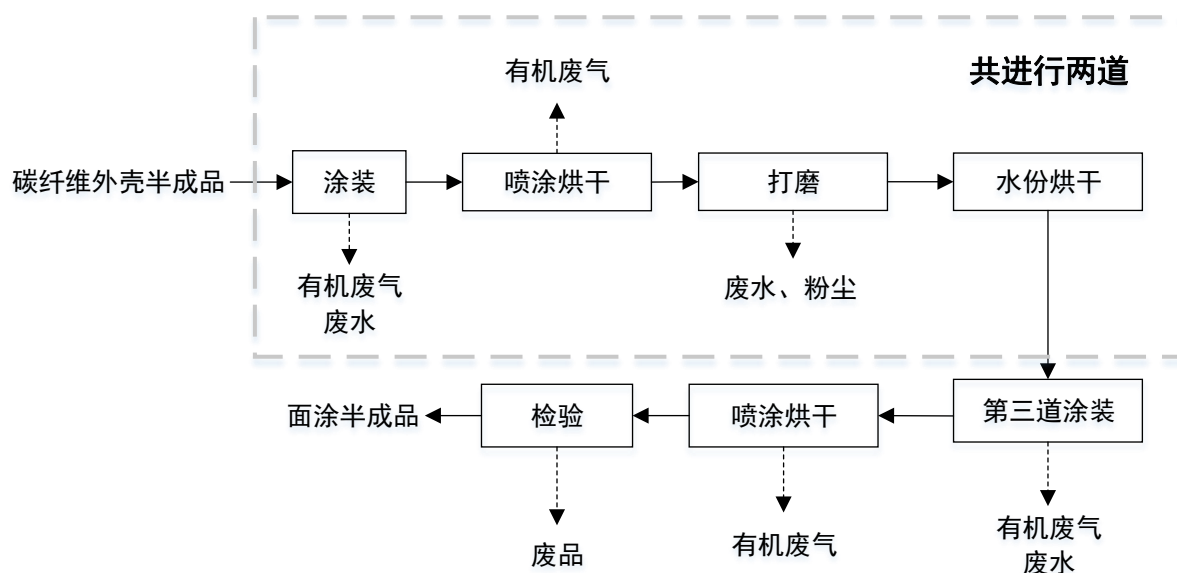 有机废气
共进行两道
碳纤维外壳半成品
涂装
喷涂烘干
打磨
水份烘干
有机废气
废水
废水、粉尘
面涂半成品
检验
喷涂烘干
第三道涂装
废品
有机废气
有机废气
废水